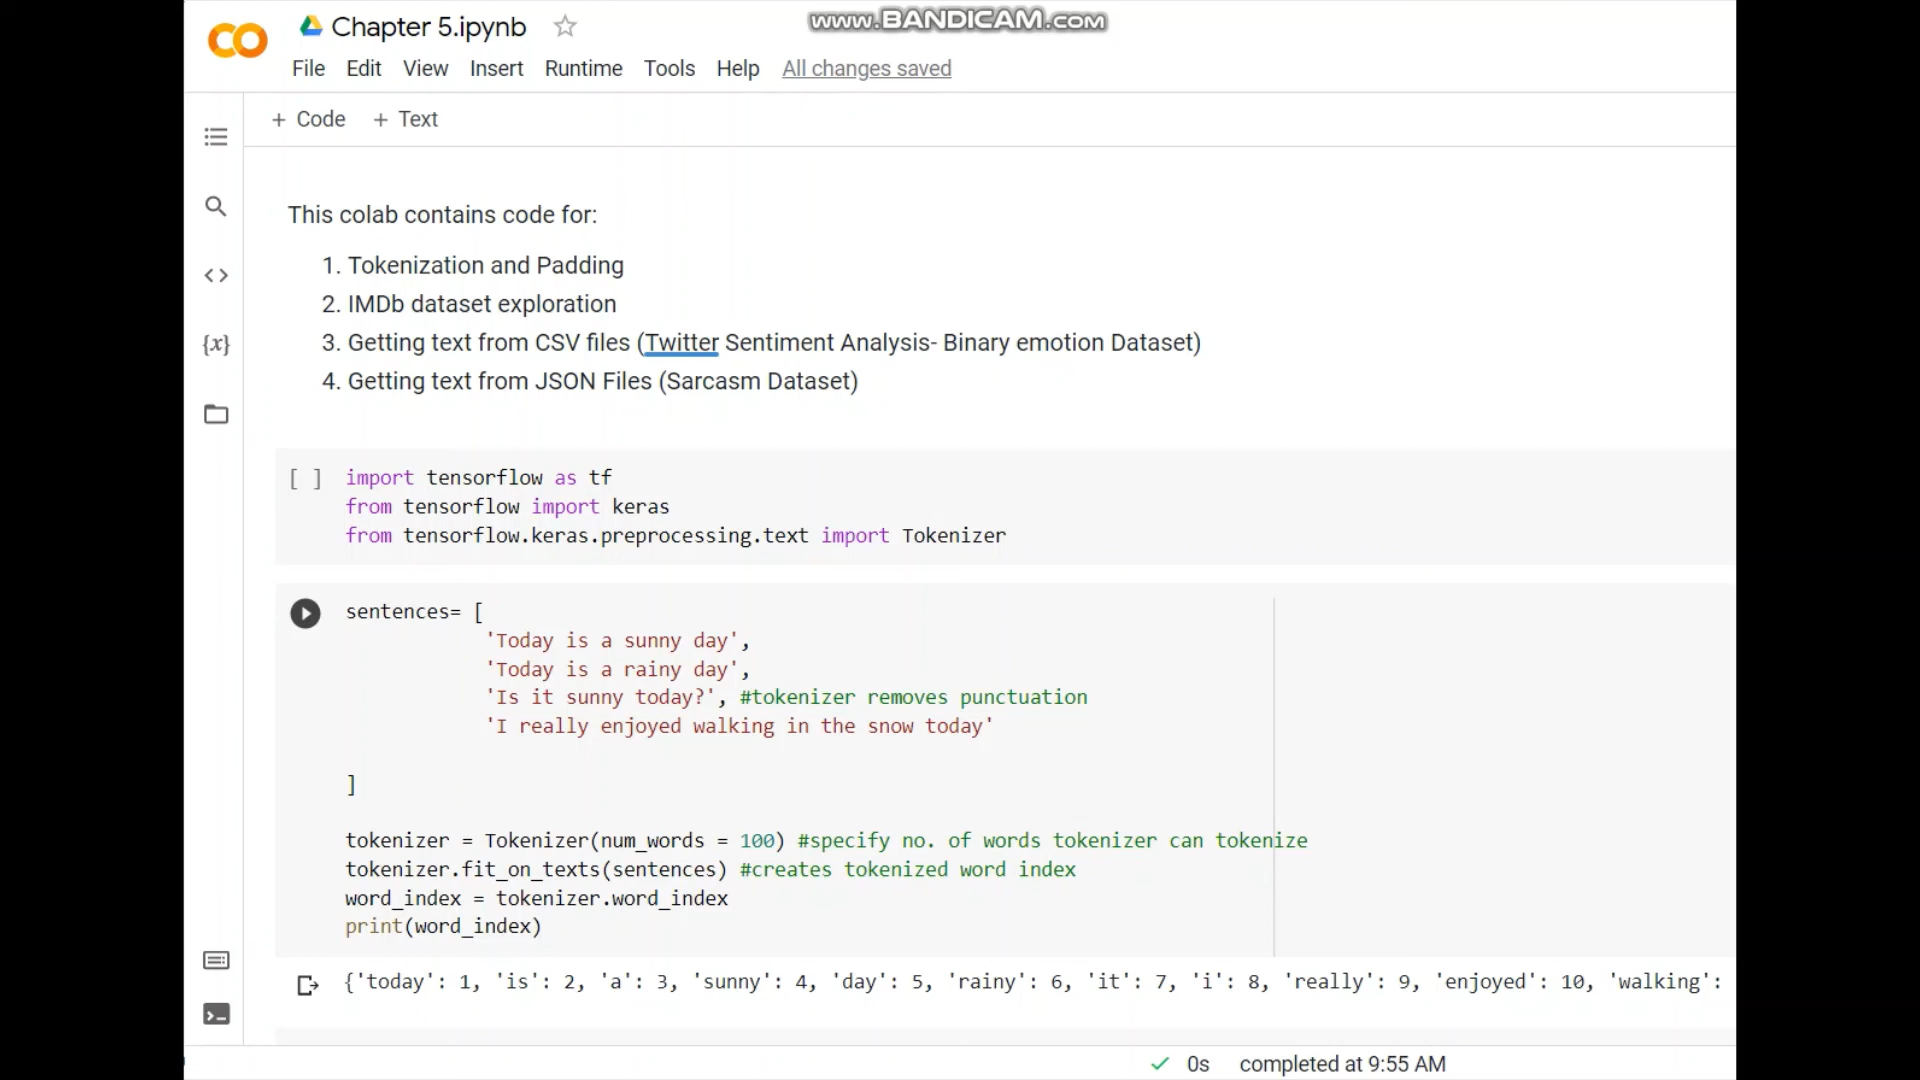 Chapter 5.ipynb
www.BANDICAM.com
File Edit View Insert Runtime Tools Help All changes saved
+ Code + Text
This colab contains code for:
1. Tokenization and Padding
2. IMDb dataset exploration
3. Getting text from CSV files (Twitter Sentiment Analysis- Binary emotion Dataset)
4. Getting text from JSON Files (Sarcasm Dataset)
[ ] import tensorflow as tf
from tensorflow import keras
from tensorflow.keras.preprocessing.text import Tokenizer
sentences= [
'Today is a sunny day',
'Today is a rainy day',
'Is it sunny today?', #tokenizer removes punctuation
'I really enjoyed walking in the snow today'
]
tokenizer = Tokenizer(num_words = 100) #specify no. of words tokenizer can tokenize
tokenizer.fit_on_texts(sentences) #creates tokenized word index
word_index = tokenizer.word_index
print(word_index)
{'today': 1, 'is': 2, 'a': 3, 'sunny': 4, 'day': 5, 'rainy': 6, 'it': 7, 'i': 8, 'really': 9, 'enjoyed': 10, 'walking':
0s completed at 9:55 AM